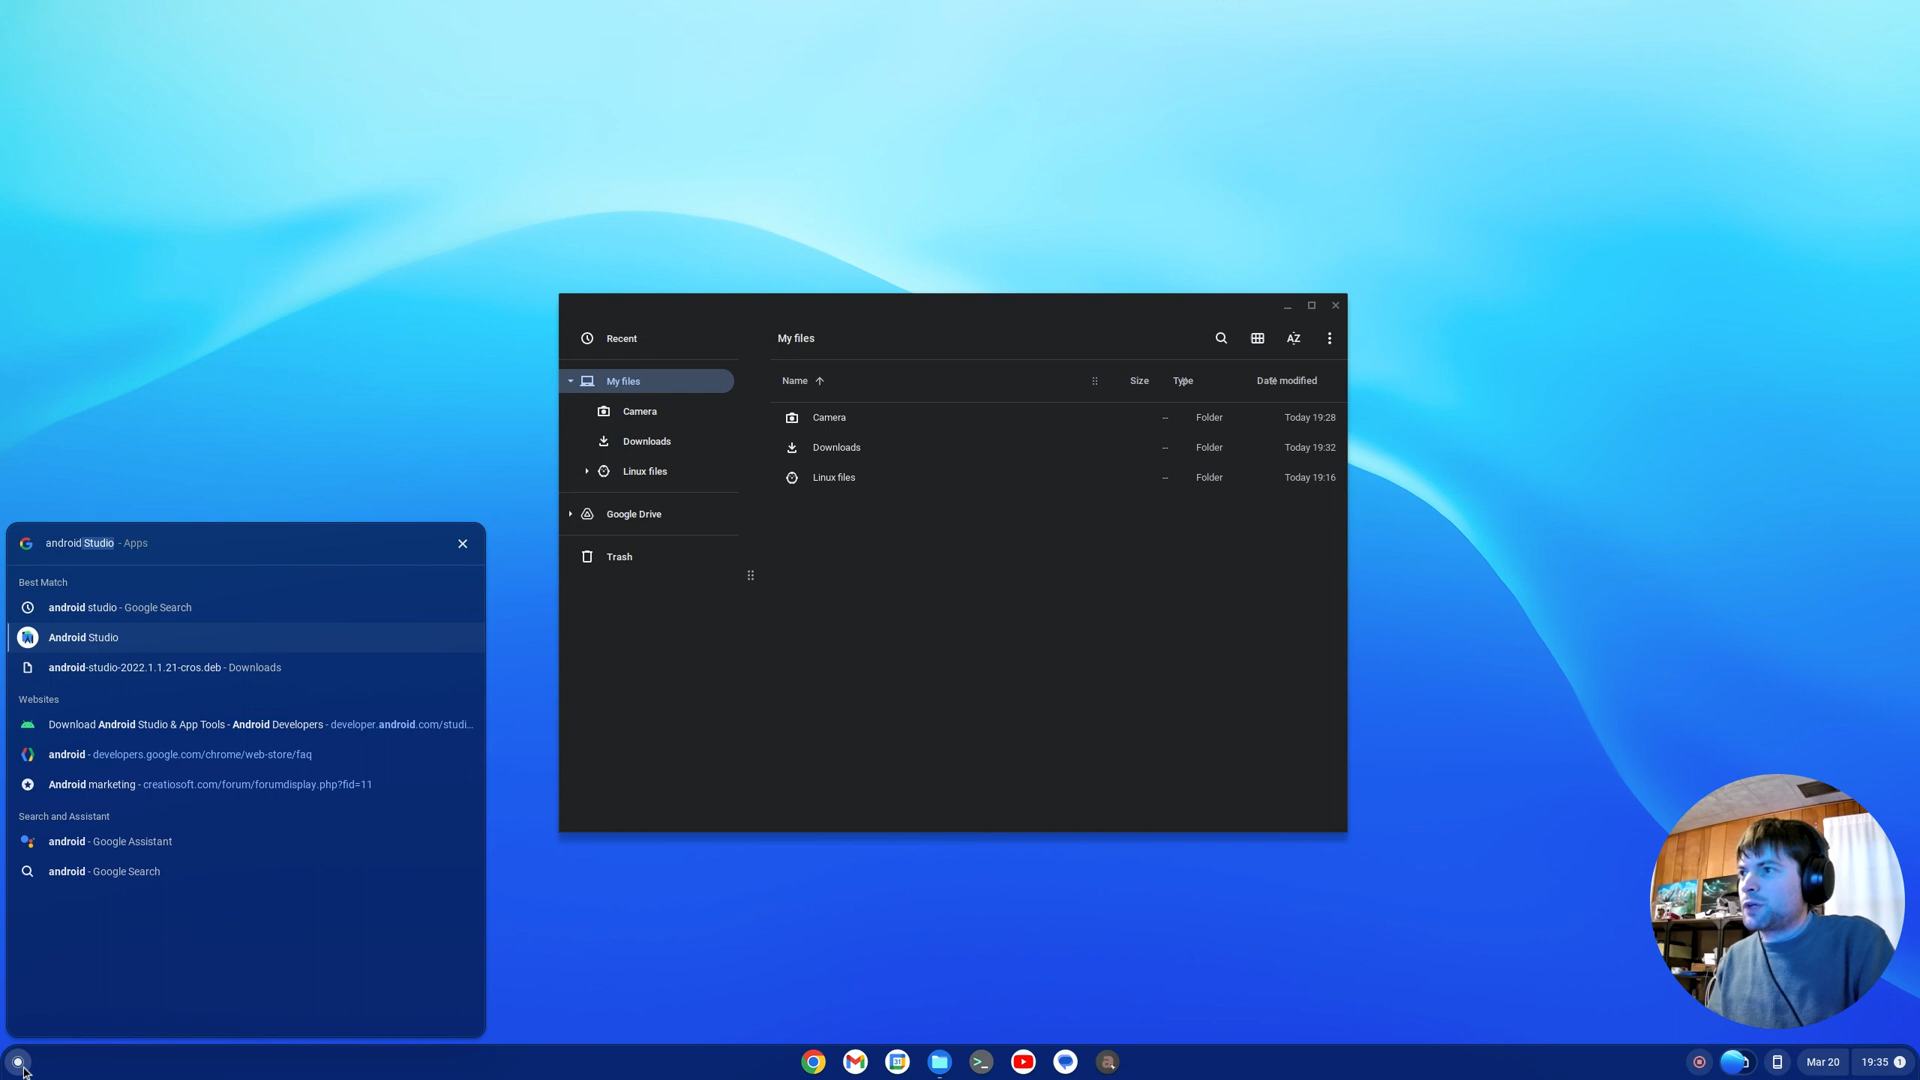 Recent
My files
My files
Name
Size
Type
Date modified
Camera
Camera
--
Folder
Today 19:28
Downloads
Downloads
--
Folder
Today 19:32
Linux files
Linux files
--
Folder
Today 19:16
Google Drive
Trash
android Studio - Apps
Best Match
android studio - Google Search
Android Studio
android-studio-2022.1.1.21-cros.deb - Downloads
Websites
Download Android Studio & App Tools - Android Developers - developer.android.com/studi...
android - developers.google.com/chrome/web-store/faq
Android marketing - creatiosoft.com/forum/forumdisplay.php?fid=11
Search and Assistant
android - Google Assistant
android - Google Search
Mar 20
19:35
1